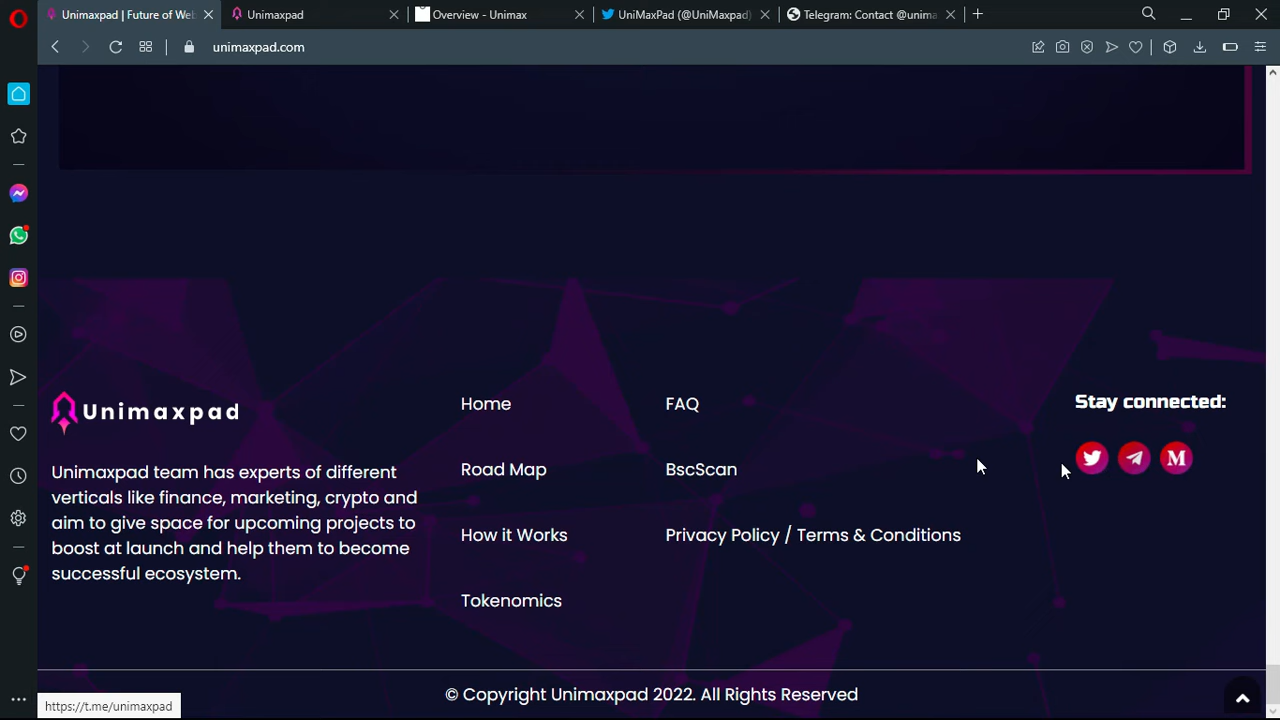 Unimaxpad | Future of Web
Unimaxpad
Overview - Unimax
UniMaxPad (@UniMaxpad)
Telegram: Contact @unima
unimaxpad.com
Unimaxpad
Unimaxpad team has experts of different
verticals like finance, marketing, crypto and
aim to give space for upcoming projects to
boost at launch and help them to become
successful ecosystem.
Home
Road Map
How it Works
Tokenomics
FAQ
BscScan
Privacy Policy / Terms & Conditions
Stay connected:
M
© Copyright Unimaxpad 2022. All Rights Reserved
https://t.me/unimaxpad